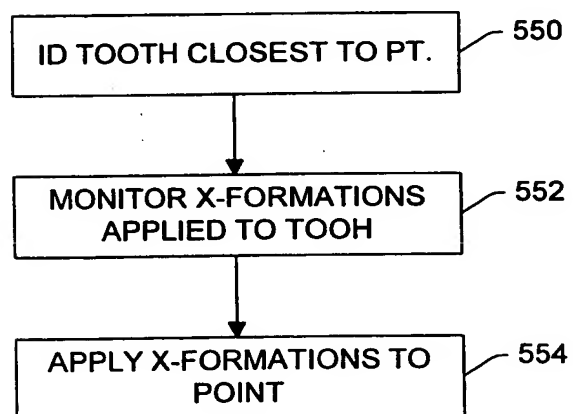 ID TOOTH CLOSEST TO PT.
550
MONITOR X-FORMATIONS
APPLIED TO TOOH
552
APPLY X-FORMATIONS TO
POINT
554